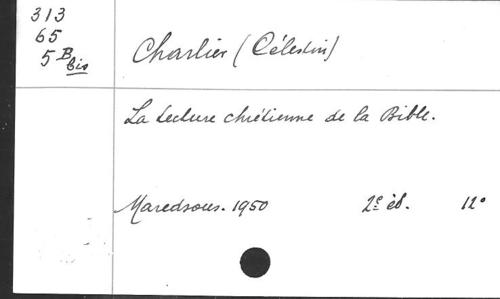 313
65
5 B
bis
Charlier (Célestin)
La lecture chrétienne de la Bible.
Maredsous. 1950 2e éd. 12°